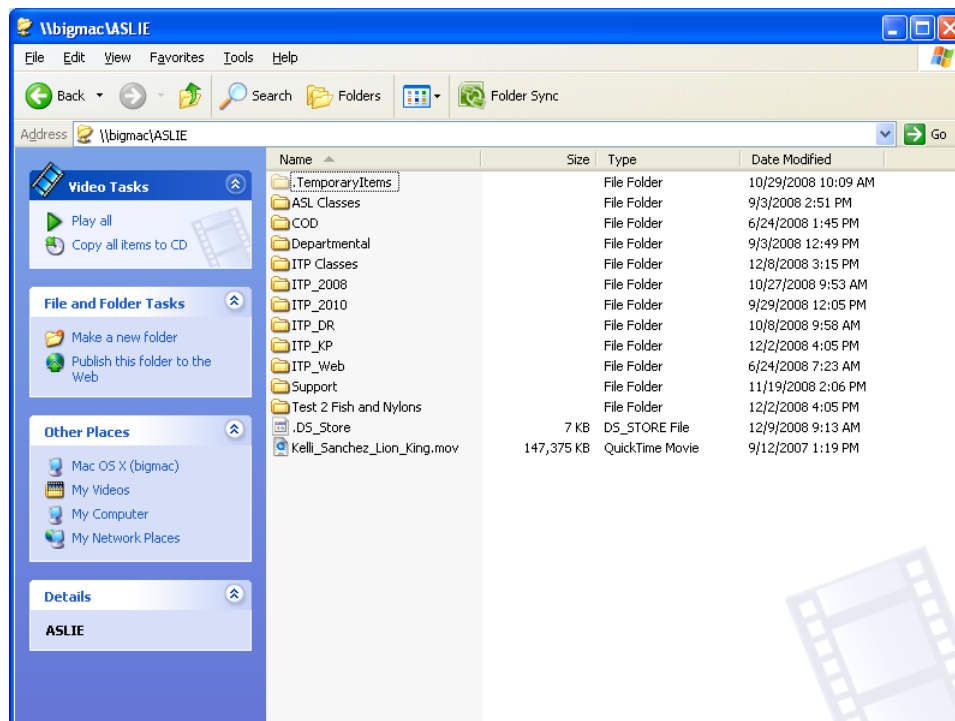 \\bigmac\ASLIE
File Edit View Favorites Tools Help
Back Search Folders Folder Sync
Address \\bigmac\ASLIE Go
Name Size Type Date Modified
Video Tasks
Play all
Copy all items to CD
File and Folder Tasks
Make a new folder
Publish this folder to the
Web
Other Places
Mac OS X (bigmac)
My Videos
My Computer
My Network Places
Details
ASLIE
.TemporaryItems File Folder 10/29/2008 10:09 AM
ASL Classes File Folder 9/3/2008 2:51 PM
COD File Folder 6/24/2008 1:45 PM
Departmental File Folder 9/3/2008 12:49 PM
ITP Classes File Folder 12/8/2008 3:15 PM
ITP_2008 File Folder 10/27/2008 9:53 AM
ITP_2010 File Folder 9/29/2008 12:05 PM
ITP_DR File Folder 10/8/2008 9:58 AM
ITP_KP File Folder 12/2/2008 4:05 PM
ITP_Web File Folder 6/24/2008 7:23 AM
Support File Folder 11/19/2008 2:06 PM
Test 2 Fish and Nylons File Folder 12/2/2008 4:05 PM
.DS_Store 7 KB DS_STORE File 12/9/2008 9:13 AM
Kelli_Sanchez_Lion_King.mov 147,375 KB QuickTime Movie 9/12/2007 1:19 PM